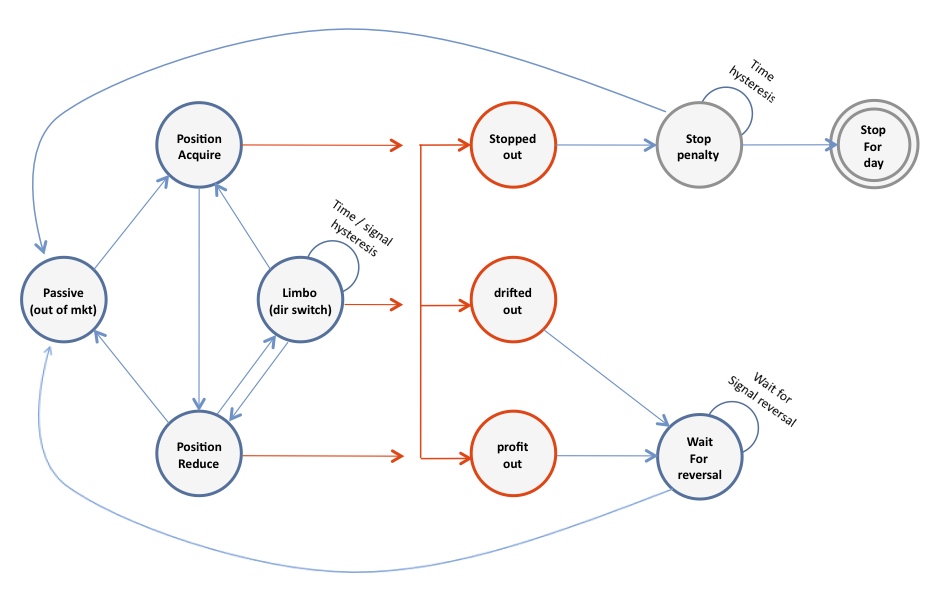 Time
hysteresis
Position
Acquire
Stopped
out
Stop
penalty
Stop
For
day
Time / signal
hysteresis
Passive
(out of mkt)
Limbo
(dir switch)
drifted
out
Wait for
Signal reversal
Position
Reduce
profit
out
Wait
For
reversal